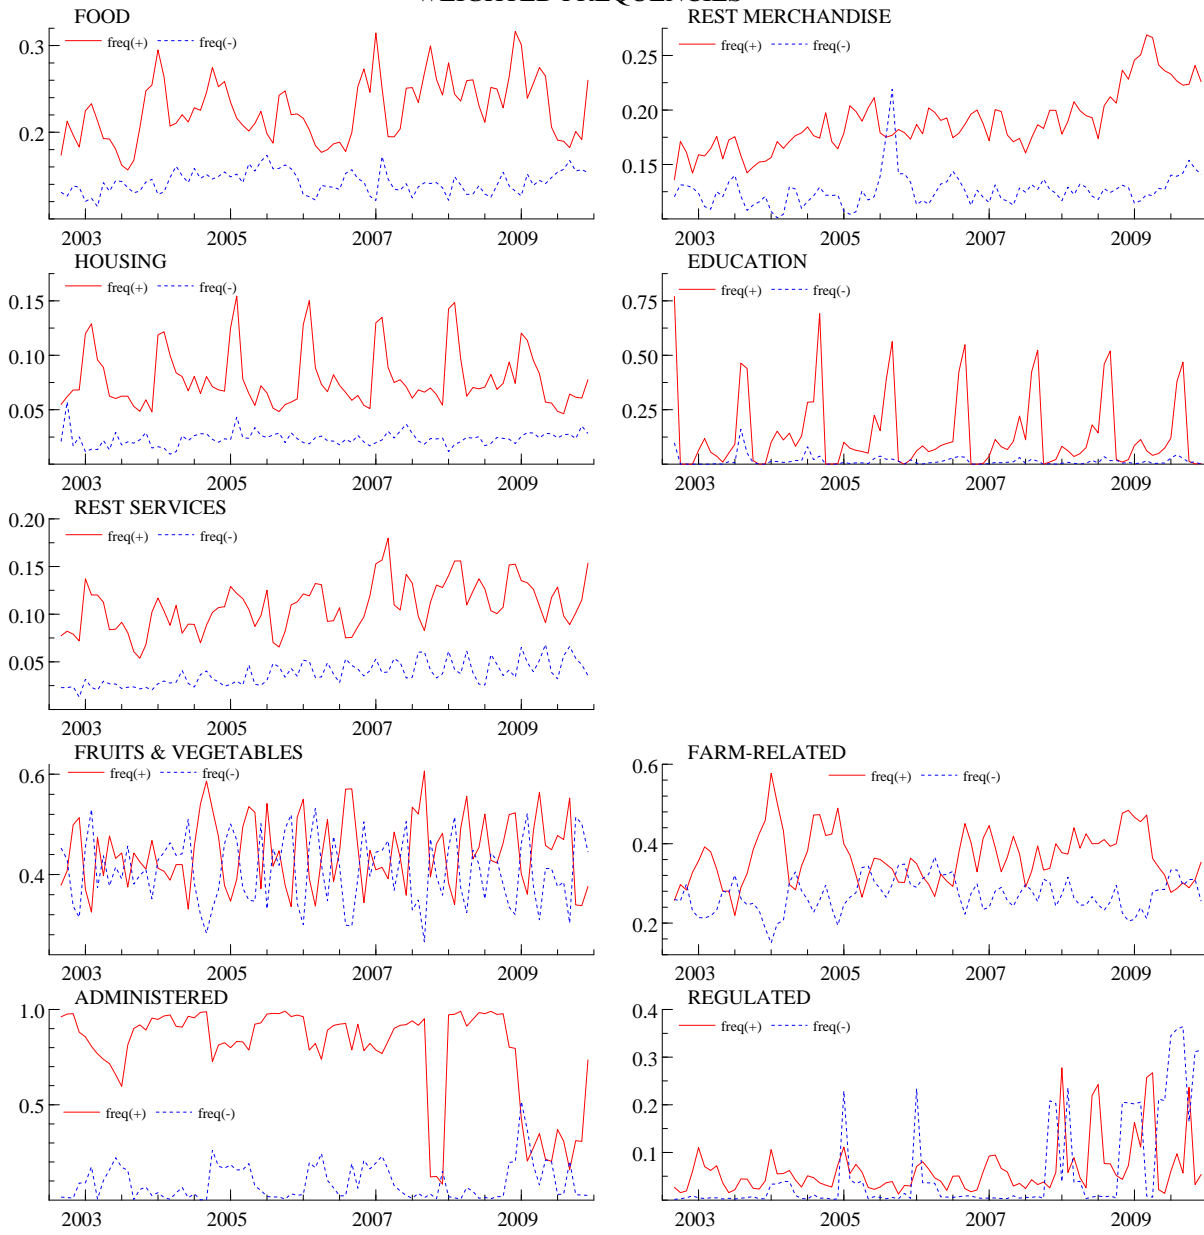 WEIGHTED FREQUENCIES
FOOD
freq(+) freq(-)
0.3
0.2
2003 2005 2007 2009
REST MERCHANDISE
freq(+) freq(-)
0.25
0.20
0.15
2003 2005 2007 2009
HOUSING
freq(+) freq(-)
0.15
0.10
0.05
2003 2005 2007 2009
EDUCATION
freq(+) freq(-)
0.75
0.50
0.25
2003 2005 2007 2009
REST SERVICES
0.20
freq(+) freq(-)
0.15
0.10
0.05
2003 2005 2007 2009
FRUITS & VEGETABLES
0.6
freq(+) freq(-)
0.4
2003 2005 2007 2009
FARM-RELATED
0.6
freq(+) freq(-)
0.4
0.2
2003 2005 2007 2009
ADMINISTERED
1.0
0.5
freq(+) freq(-)
2003 2005 2007 2009
REGULATED
0.4
freq(+) freq(-)
0.3
0.2
0.1
2003 2005 2007 2009